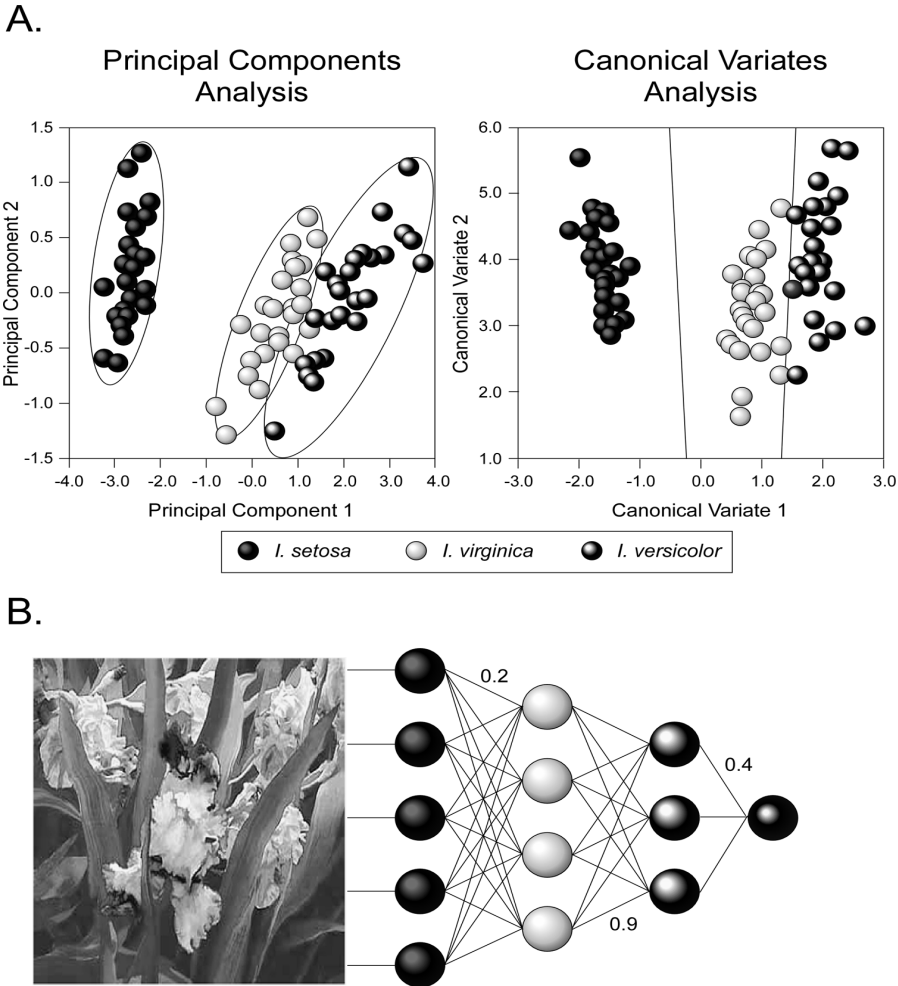 A.
Principal Components
Analysis
Canonical Variates
Analysis
Principal Component 2
1.5
1.0
0.5
0.0
-0.5
-1.0
-1.5
-4.0 -3.0 -2.0 -1.0 -0.0 1.0 2.0 3.0 4.0
Principal Component 1
Canonical Variate 2
6.0
5.0
4.0
3.0
2.0
1.0
-3.0 -2.0 -1.0 0.0 1.0 2.0 3.0
Canonical Variate 1
I. setosa I. virginica I. versicolor
B.
0.2
0.4
0.9